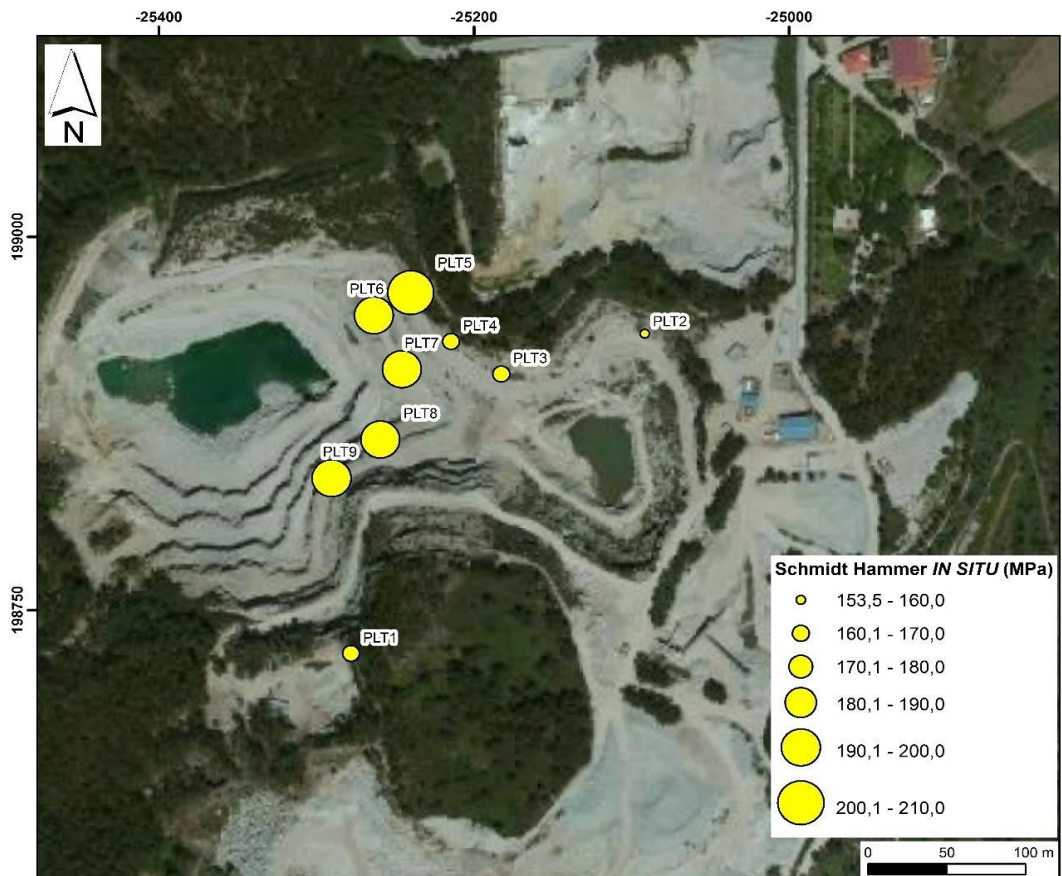 -25400
-25200
-25000
N
199000
198750
PLT5
PLT6
PLT4
PLT2
PLT7
PLT3
PLT8
PLT9
PLT1
Schmidt Hammer IN SITU (MPa)
153,5 - 160,0
160,1 - 170,0
170,1 - 180,0
180,1 - 190,0
190,1 - 200,0
200,1 - 210,0
0 50 100 m